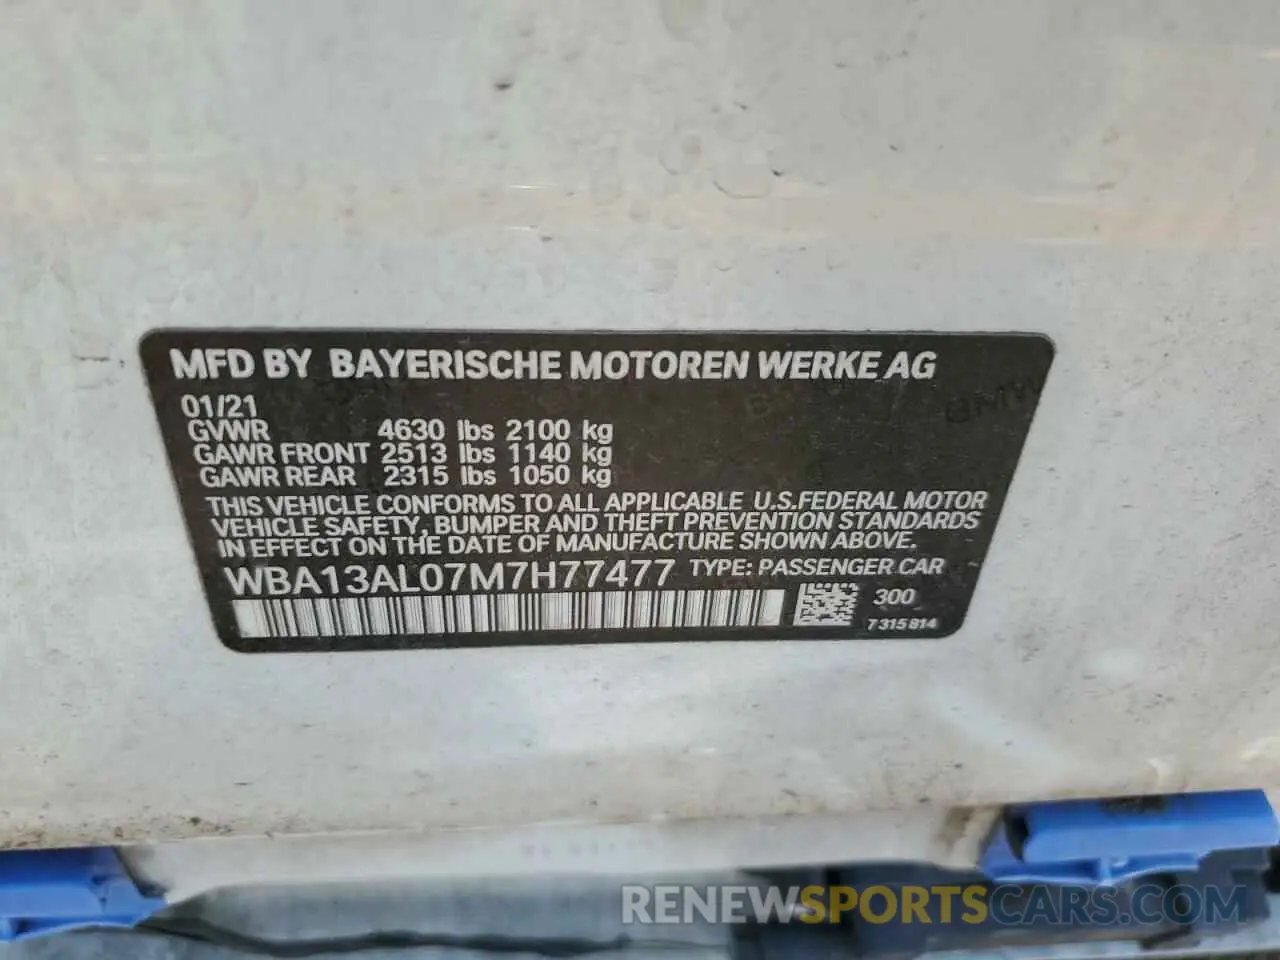 MFD BY BAYERISCHE MOTOREN WERKE AG
01/21
GVWR 4630 lbs 2100 kg
GAWR FRONT 2513 lbs 1140 kg
GAWR REAR 2315 lbs 1050 kg
THIS VEHICLE CONFORMS TO ALL APPLICABLE U.S.FEDERAL MOTOR
VEHICLE SAFETY, BUMPER AND THEFT PREVENTION STANDARDS
IN EFFECT ON THE DATE OF MANUFACTURE SHOWN ABOVE.
WBA13AL07M7H77477 TYPE: PASSENGER CAR
300
7315814
RENEWSPORTSCARS.COM